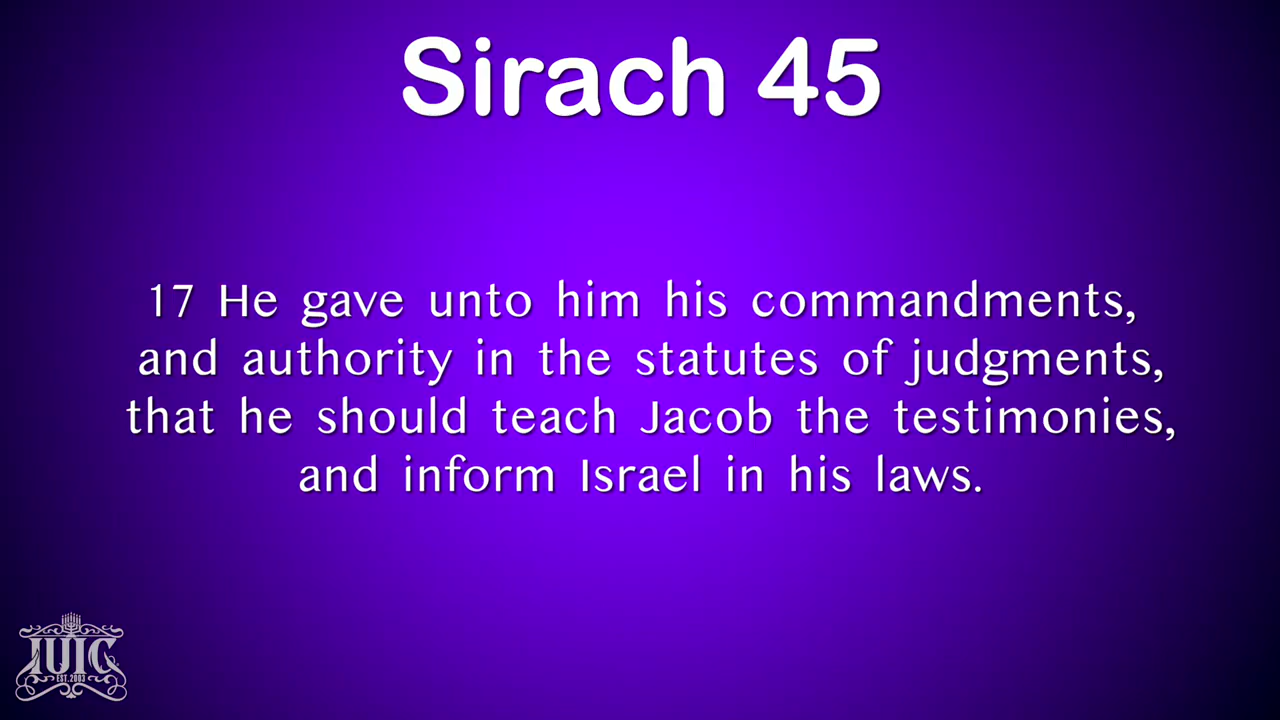 Sirach 45
17 He gave unto him his commandments,
and authority in the statutes of judgments,
that he should teach Jacob the testimonies,
and inform Israel in his laws.
IUIC
EST.2003